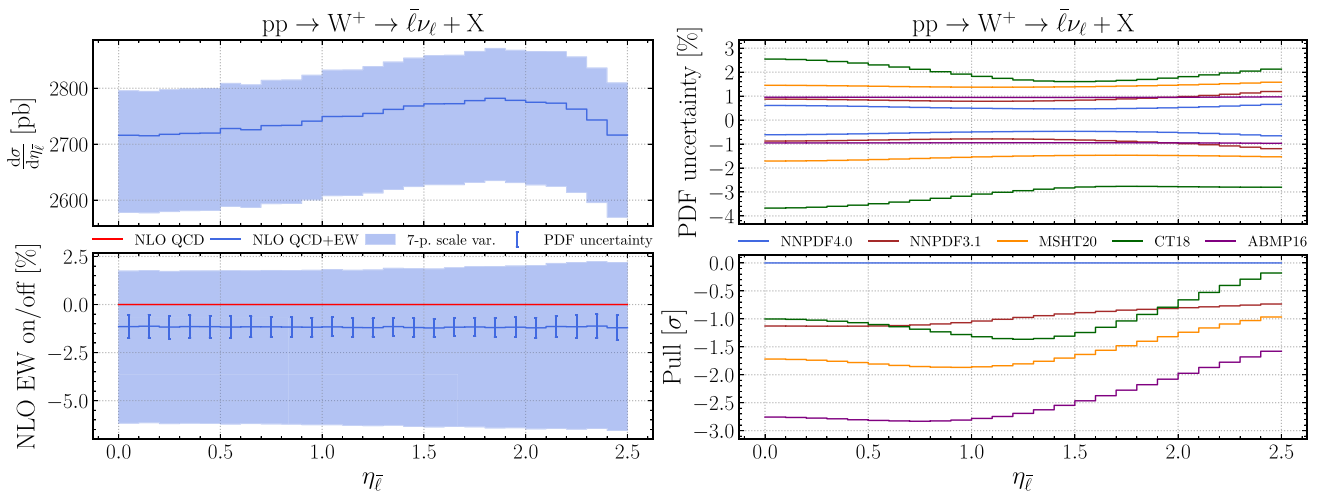 pp → W⁺ → ℓ̄ν_ℓ + X
dσ/dη_ℓ̄ [pb]
2800
2700
2600
NLO QCD NLO QCD+EW 7-p. scale var. PDF uncertainty
NLO EW on/off [%]
2.5
0.0
−2.5
−5.0
0.0 0.5 1.0 1.5 2.0 2.5
η_ℓ̄
pp → W⁺ → ℓ̄ν_ℓ + X
PDF uncertainty [%]
3
2
1
0
−1
−2
−3
−4
NNPDF4.0 NNPDF3.1 MSHT20 CT18 ABMP16
Pull [σ]
0.0
−0.5
−1.0
−1.5
−2.0
−2.5
−3.0
0.0 0.5 1.0 1.5 2.0 2.5
η_ℓ̄